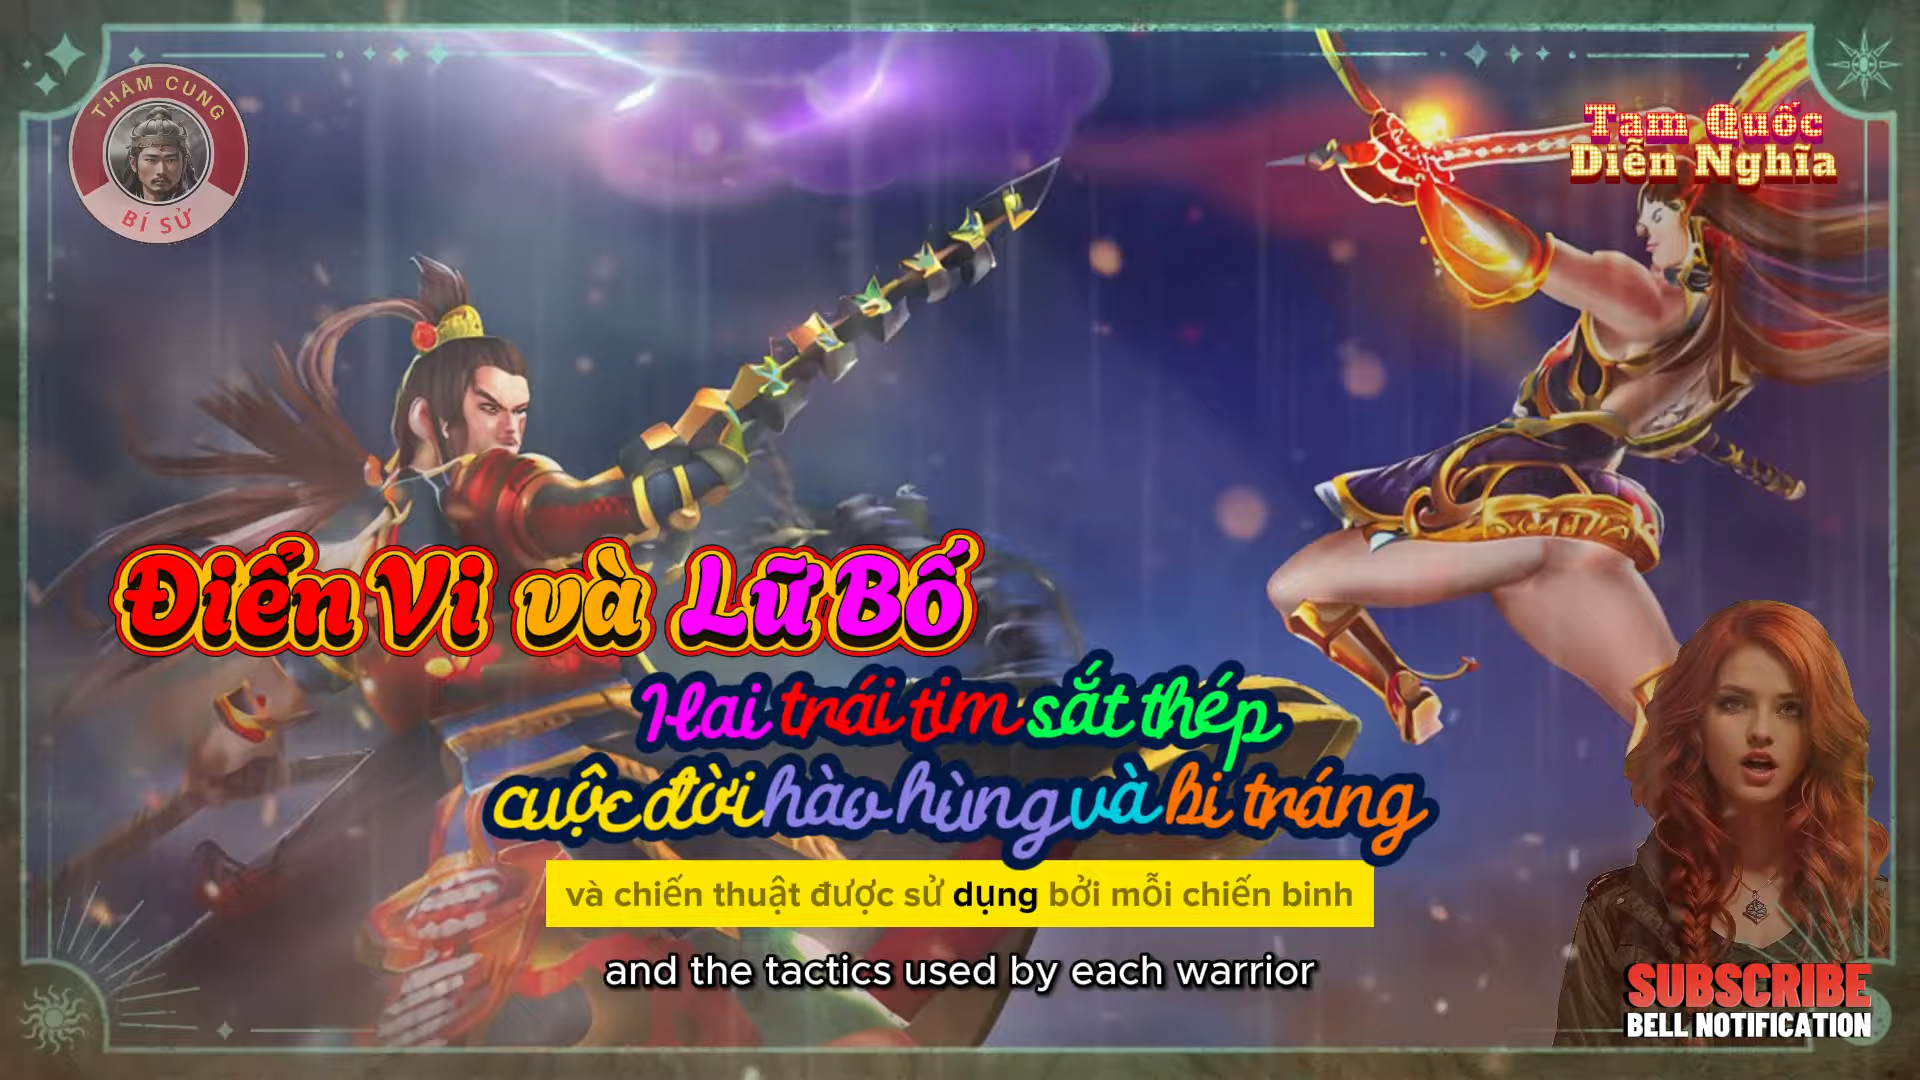 THÂM CUNG
BÍ SỬ
Tam Quốc
Diễn Nghĩa
Điển Vi và Lữ Bố
Hai trái tim sắt thép
cuộc đời hào hùng và bi tráng
và chiến thuật được sử dụng bởi mỗi chiến binh
and the tactics used by each warrior
SUBSCRIBE
BELL NOTIFICATION